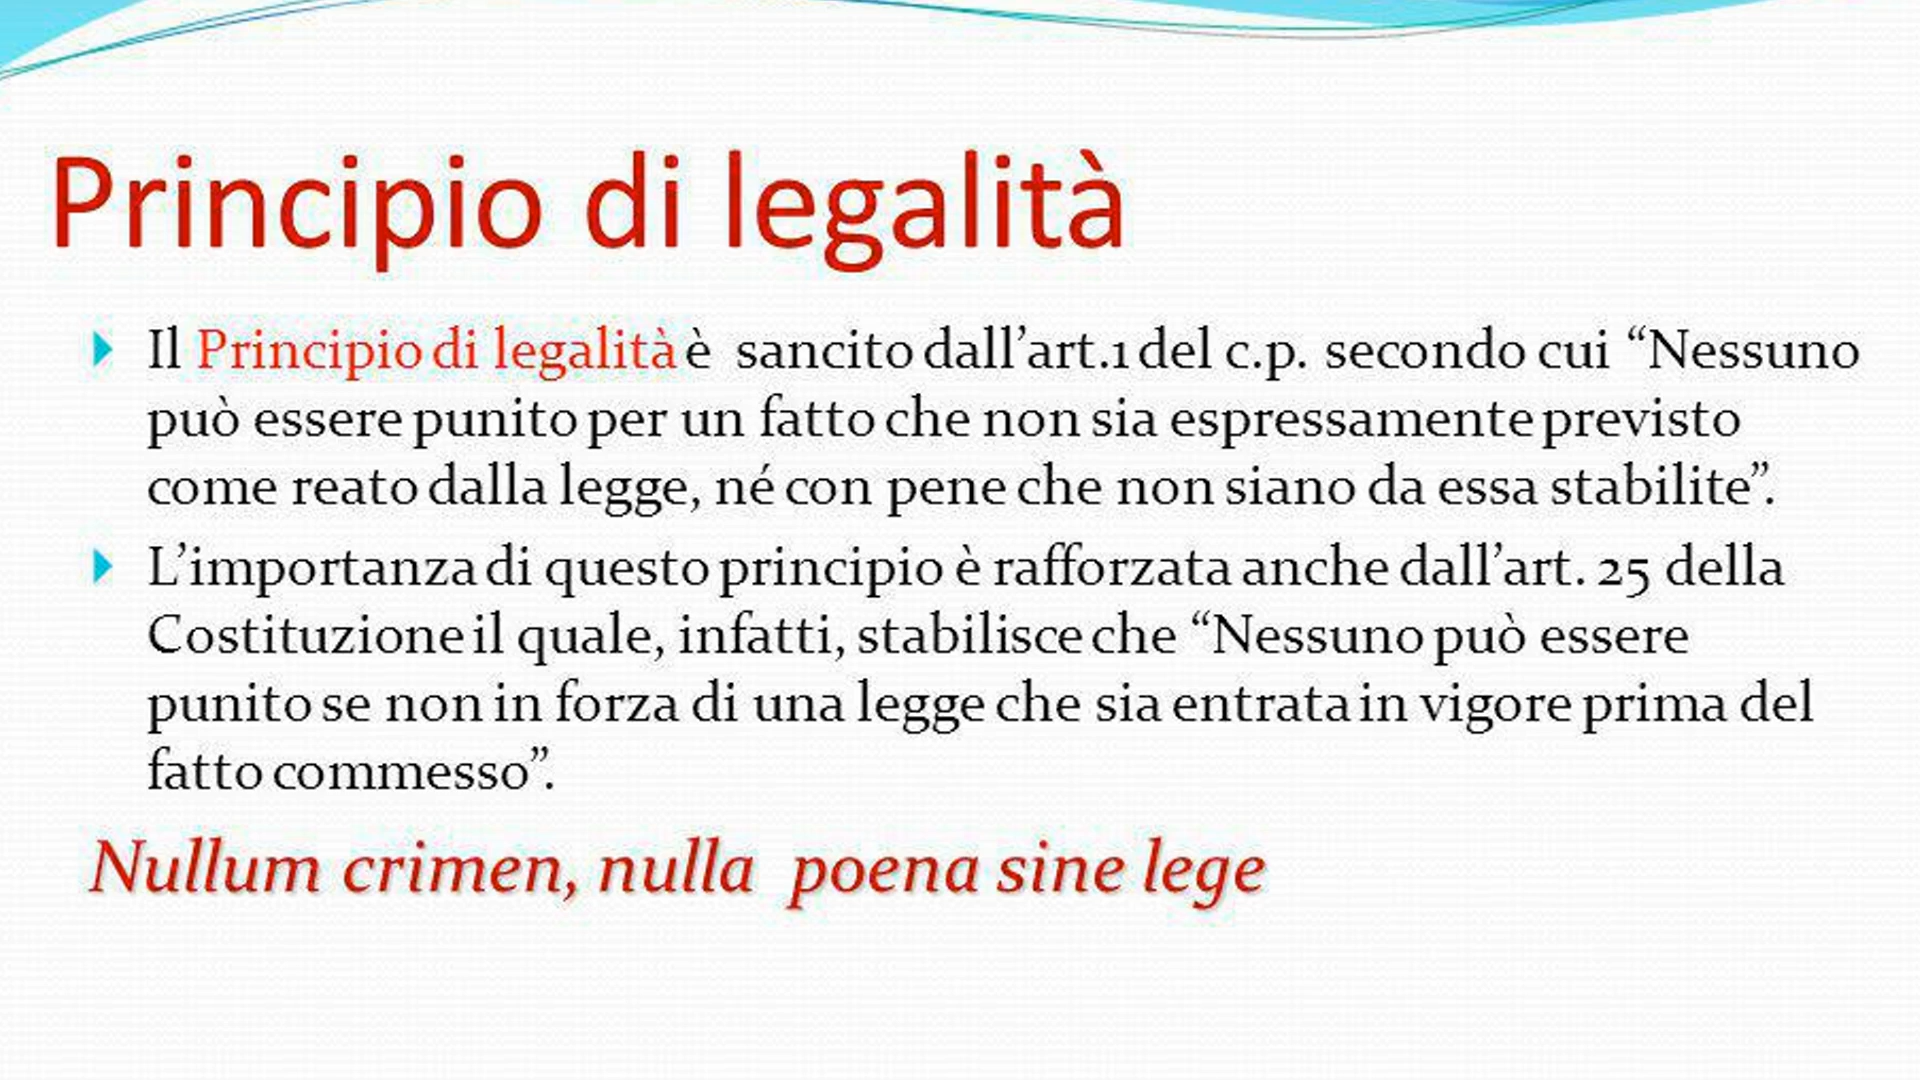 Principio di legalità
Il Principio di legalità è sancito dall’art.1 del c.p. secondo cui “Nessuno
può essere punito per un fatto che non sia espressamente previsto
come reato dalla legge, né con pene che non siano da essa stabilite”.
L’importanza di questo principio è rafforzata anche dall’art. 25 della
Costituzione il quale, infatti, stabilisce che “Nessuno può essere
punito se non in forza di una legge che sia entrata in vigore prima del
fatto commesso”.
Nullum crimen, nulla poena sine lege